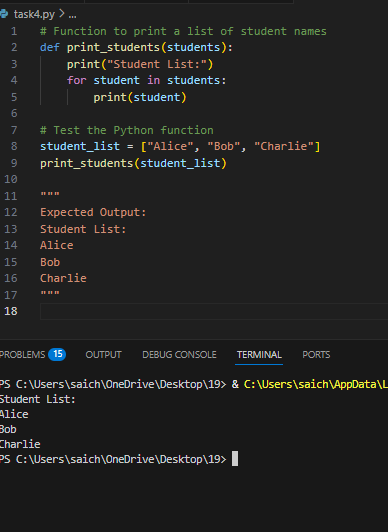 task4.py > ...
1 # Function to print a list of student names
2 def print_students(students):
3     print("Student List:")
4     for student in students:
5         print(student)
6
7 # Test the Python function
8 student_list = ["Alice", "Bob", "Charlie"]
9 print_students(student_list)
10
11 """
12 Expected Output:
13 Student List:
14 Alice
15 Bob
16 Charlie
17 """
18
PROBLEMS 15 OUTPUT DEBUG CONSOLE TERMINAL PORTS
PS C:\Users\saich\OneDrive\Desktop\19> & C:\Users\saich\AppData\L
Student List:
Alice
Bob
Charlie
PS C:\Users\saich\OneDrive\Desktop\19>